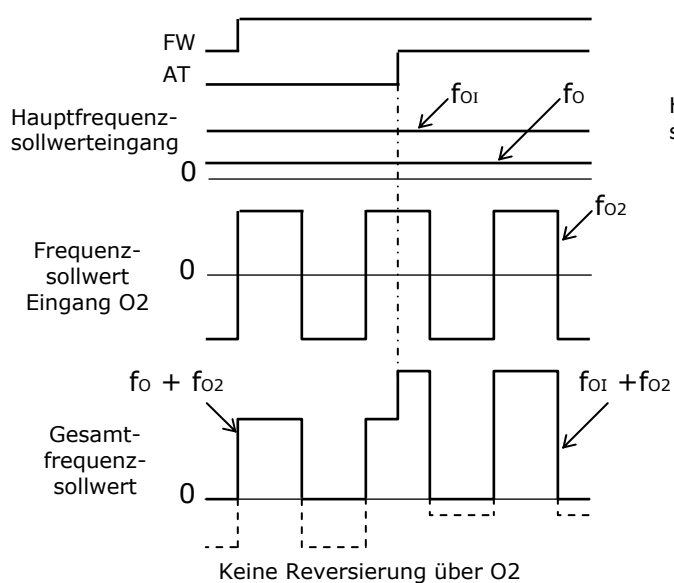 FW
AT
Hauptfrequenz-
sollwerteingang
fOI
fO
0
Frequenz-
sollwert
Eingang O2
0
fO2
fO + fO2
fOI +fO2
Gesamt-
frequenz-
sollwert
0
Keine Reversierung über O2